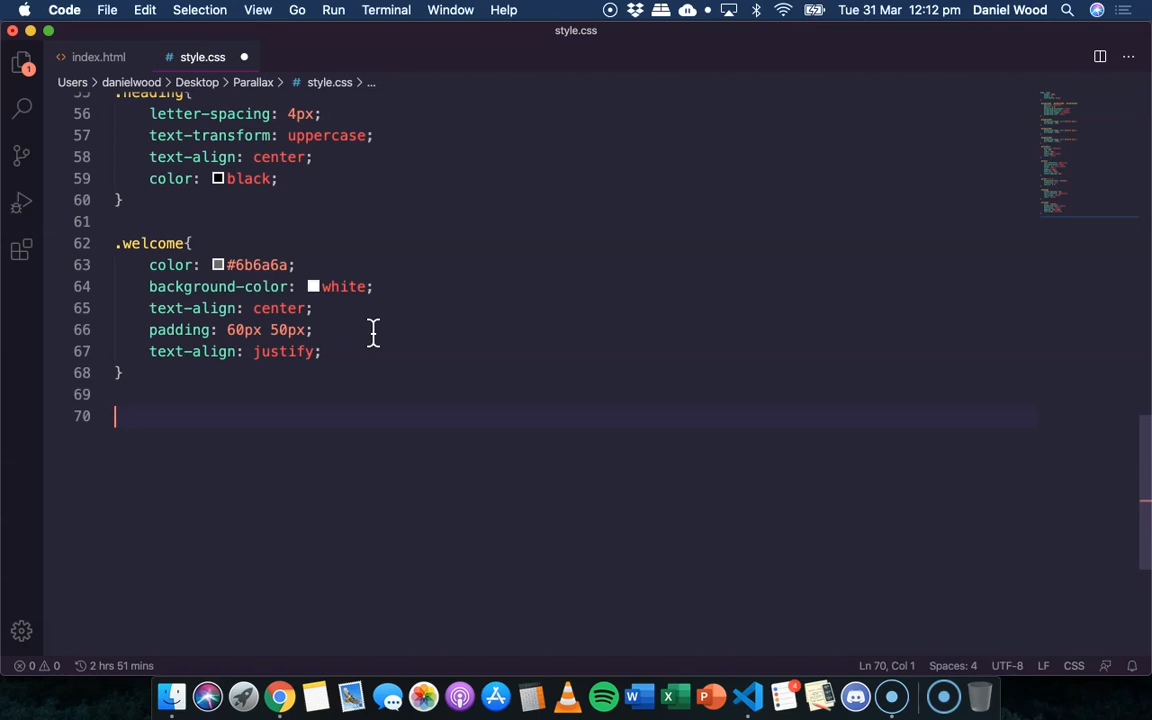 Code File Edit Selection View Go Run Terminal Window Help Tue 31 Mar 12:12 pm Daniel Wood
style.css
1
<> index.html # style.css
Users > danielwood > Desktop > Parallax > # style.css > ...
55 .heading{
56 letter-spacing: 4px;
57 text-transform: uppercase;
58 text-align: center;
59 color: black;
60 }
61
62 .welcome{
63 color: #6b6a6a;
64 background-color: white;
65 text-align: center;
66 padding: 60px 50px;
67 text-align: justify;
68 }
69
70
0 0 2 hrs 51 mins Ln 70, Col 1 Spaces: 4 UTF-8 LF CSS
W X P 4